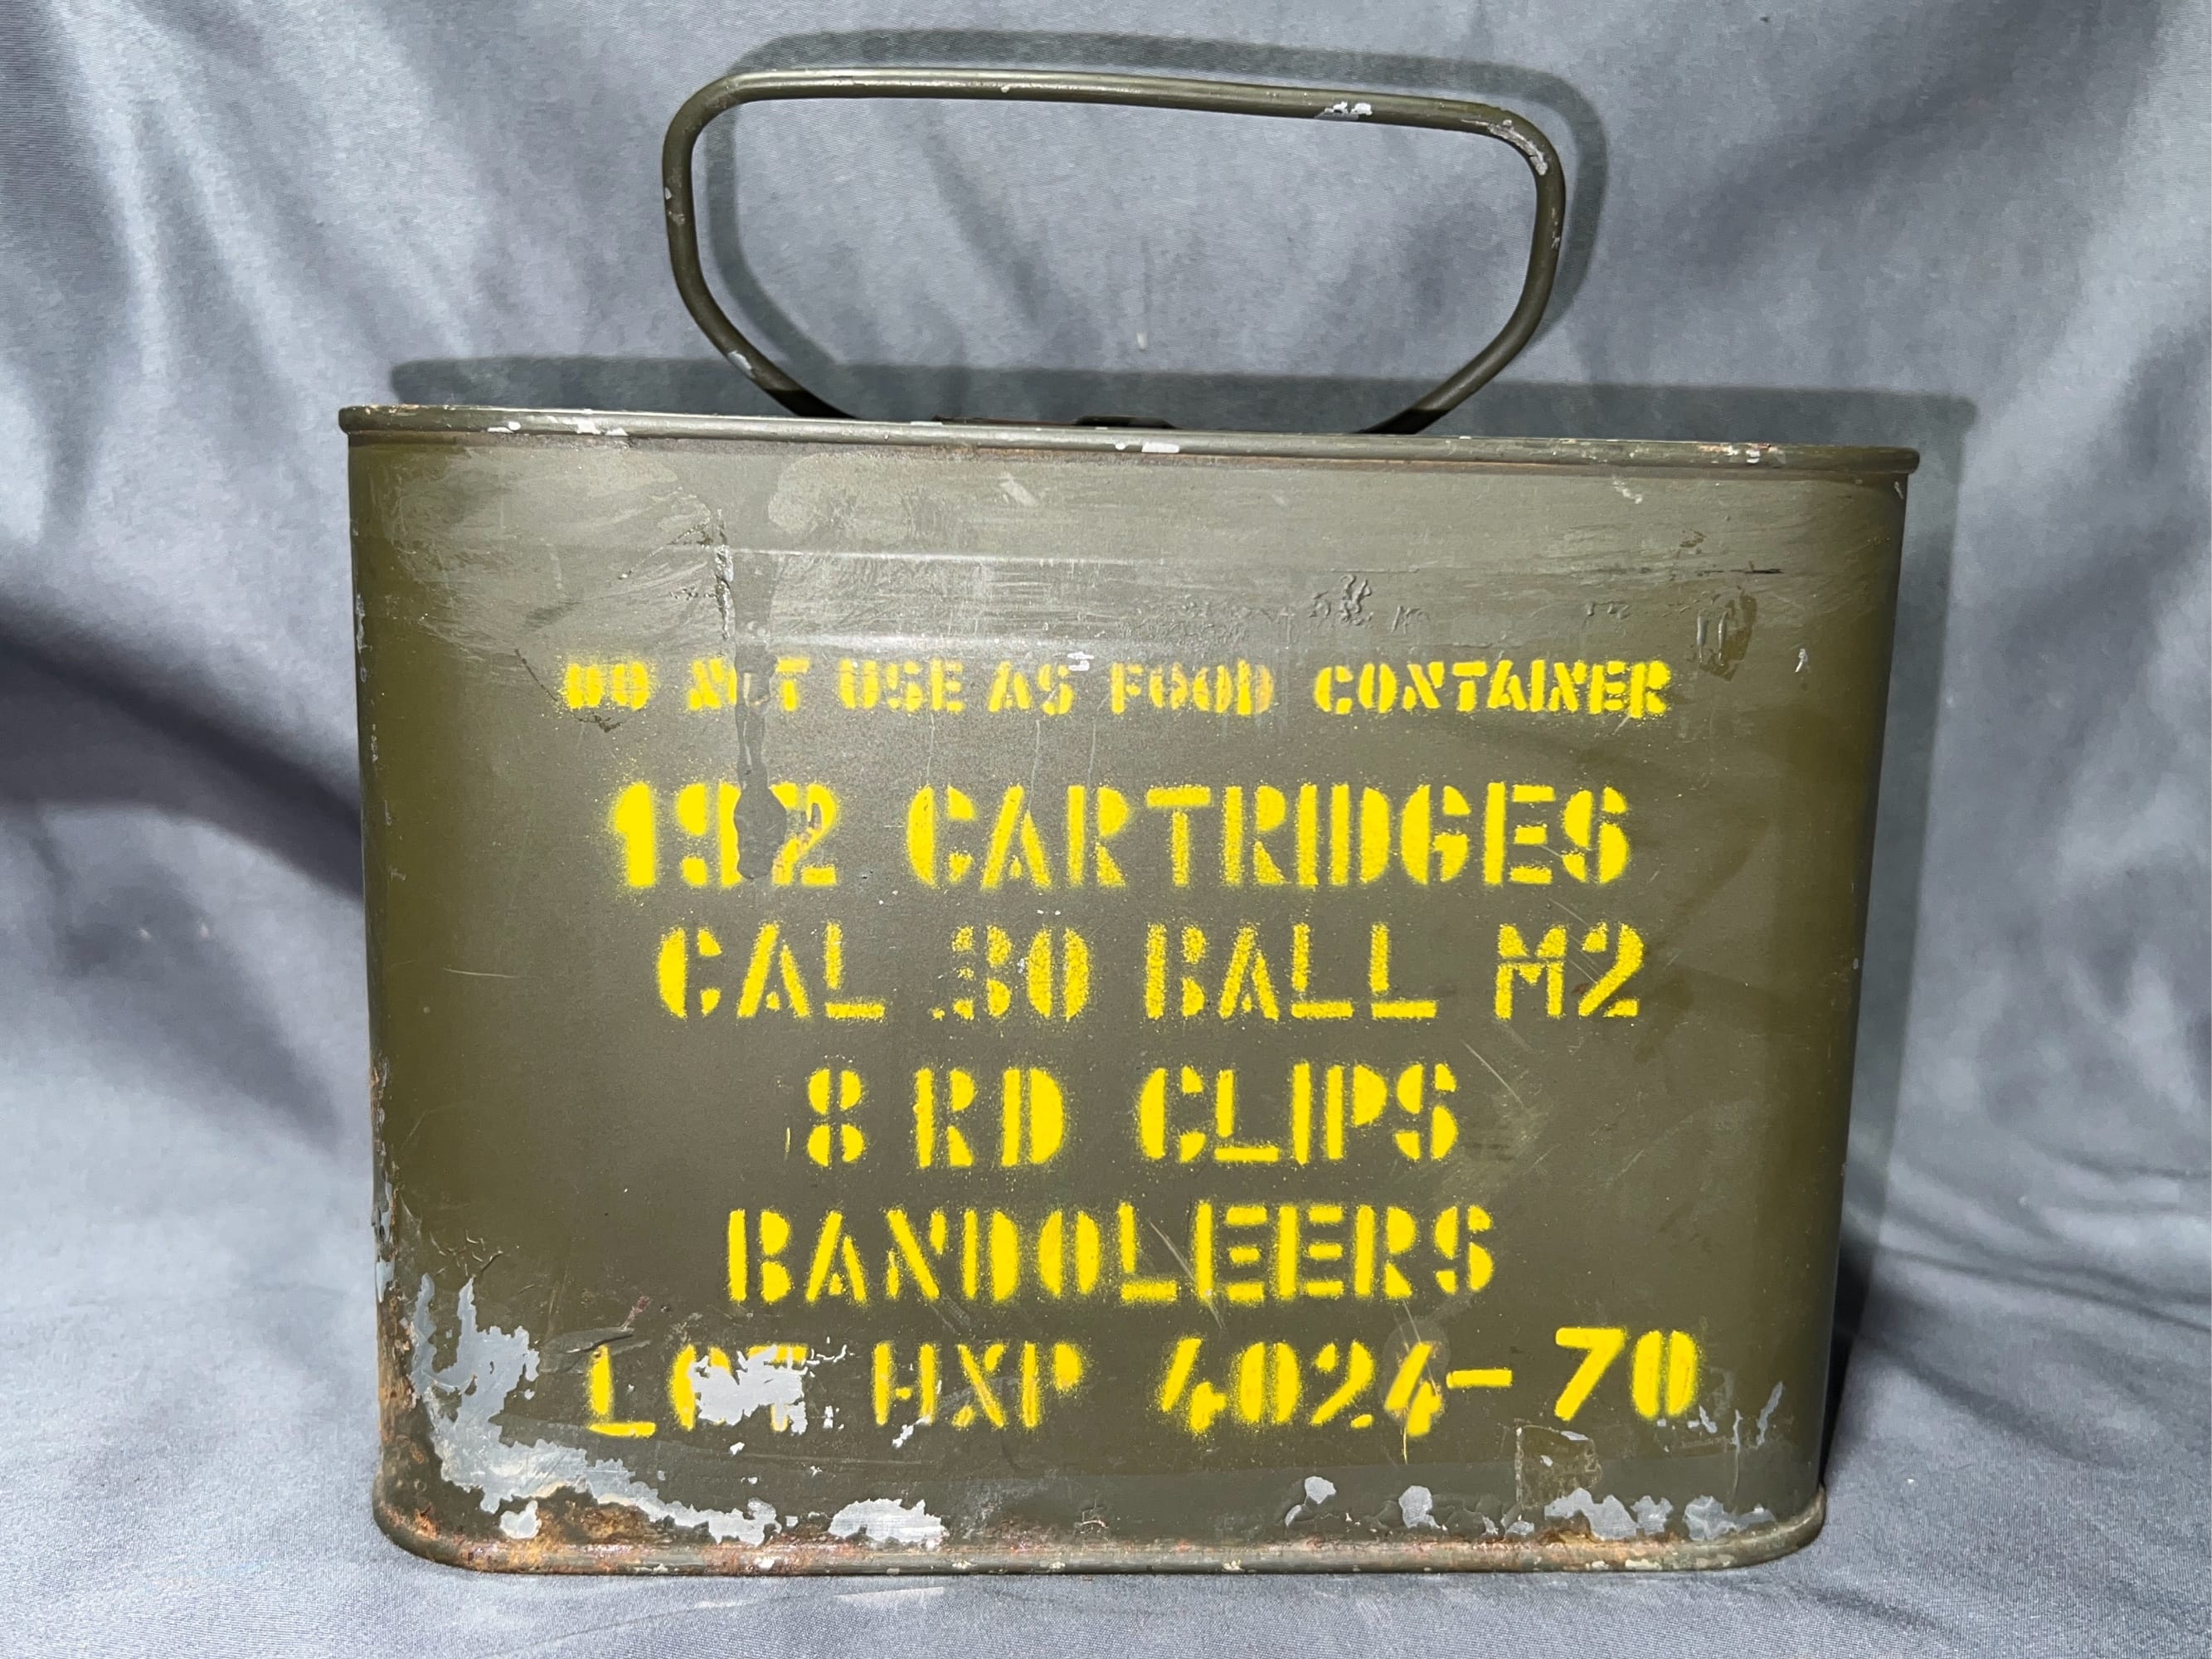 DO NOT USE AS FOOD CONTAINER
192 CARTRIDGES
CAL 30 BALL M2
8 RD CLIPS
BANDOLEERS
LOT HXP 4024-70